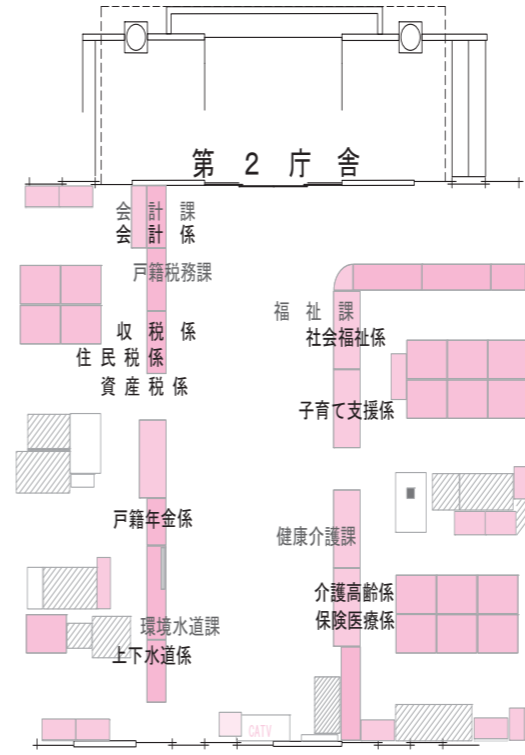 第２庁舎
会計課
会計係
戸籍税務課
収税係
住民税係
資産税係
戸籍年金係
環境水道課
上下水道係
福祉課
社会福祉係
子育て支援係
健康介護課
介護高齢係
保険医療係
CATV